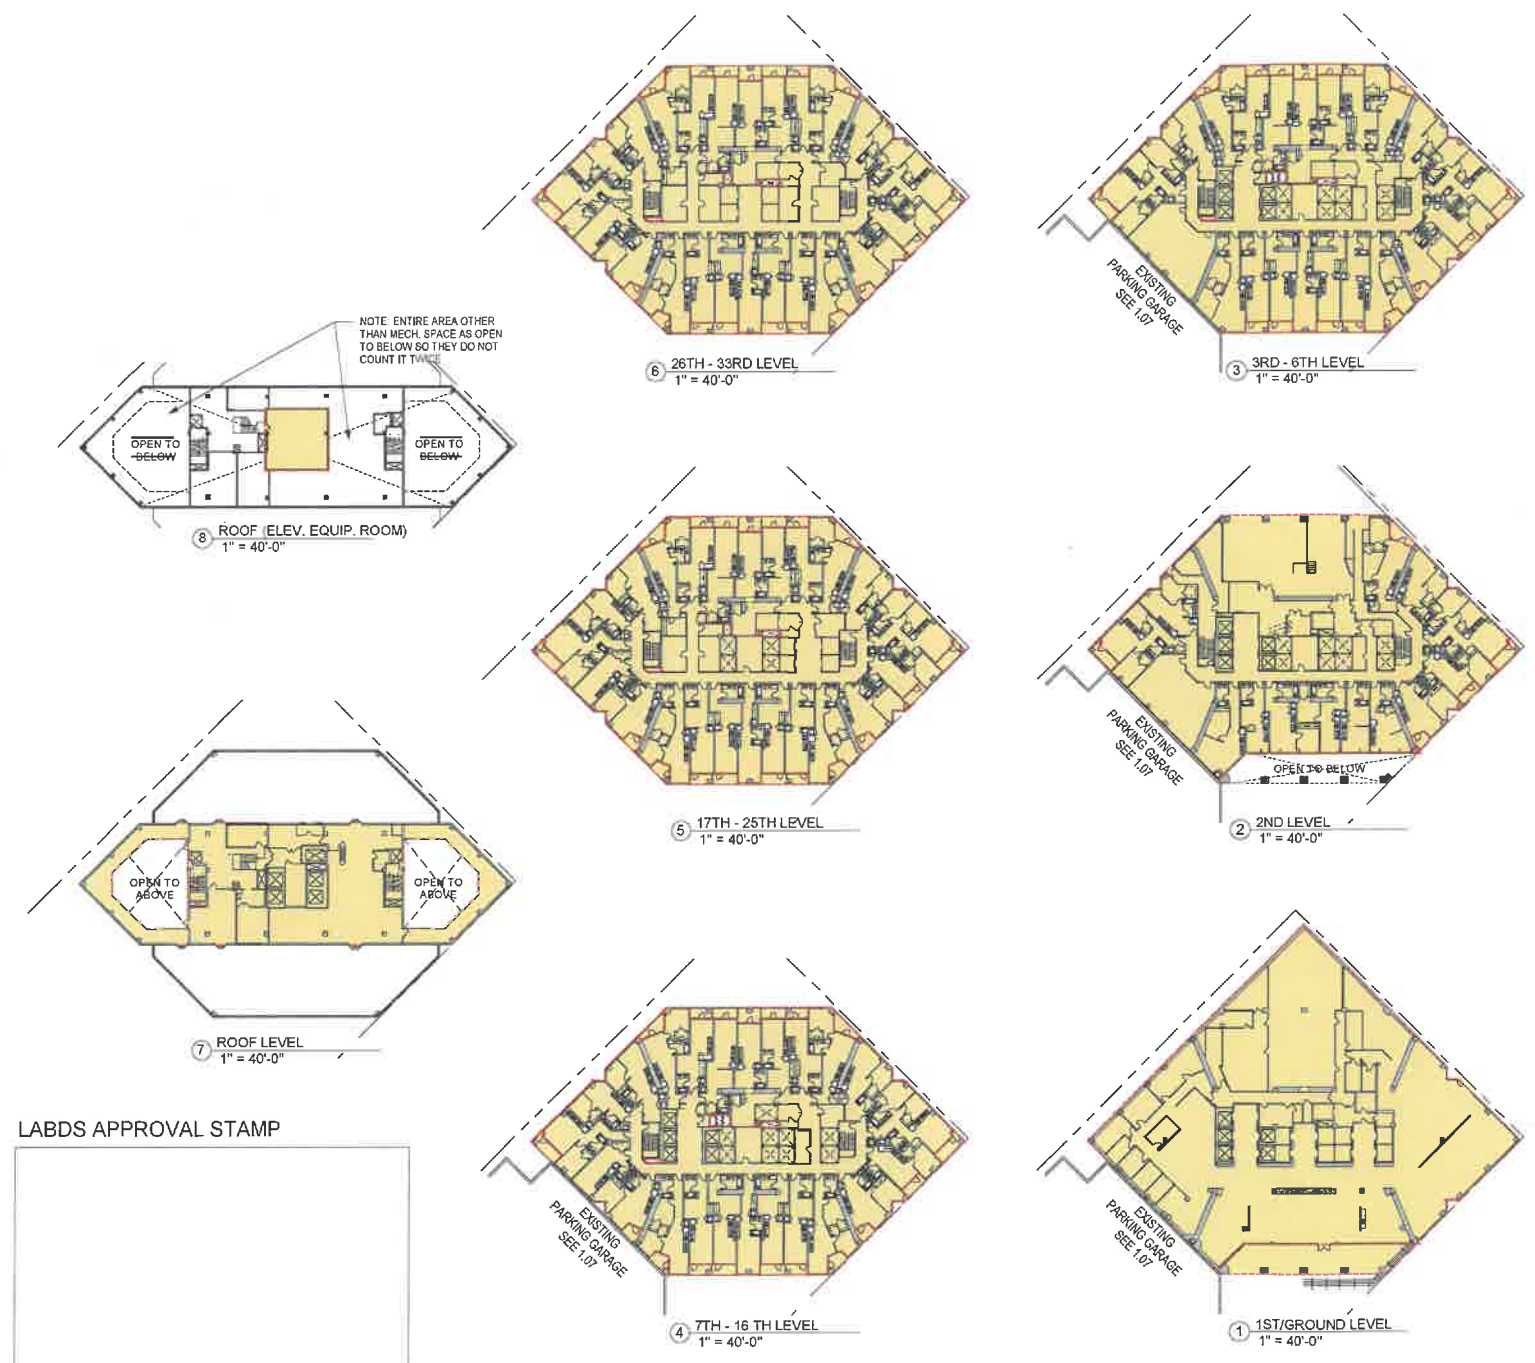 6 26TH - 33RD LEVEL
1" = 40'-0"
EXISTING
PARKING GARAGE
SEE 1.07
3 3RD - 6TH LEVEL
1" = 40'-0"
NOTE: ENTIRE AREA OTHER
THAN MECH. SPACE AS OPEN
TO BELOW SO THEY DO NOT
COUNT IT TWICE
OPEN TO
BELOW
OPEN TO
BELOW
8 ROOF (ELEV. EQUIP. ROOM)
1" = 40'-0"
5 17TH - 25TH LEVEL
1" = 40'-0"
EXISTING
PARKING GARAGE
SEE 1.07
OPEN TO BELOW
2 2ND LEVEL
1" = 40'-0"
OPEN TO
ABOVE
OPEN TO
ABOVE
7 ROOF LEVEL
1" = 40'-0"
LABDS APPROVAL STAMP
EXISTING
PARKING GARAGE
SEE 1.07
4 7TH - 16 TH LEVEL
1" = 40'-0"
EXISTING
PARKING GARAGE
SEE 1.07
1 1ST/GROUND LEVEL
1" = 40'-0"